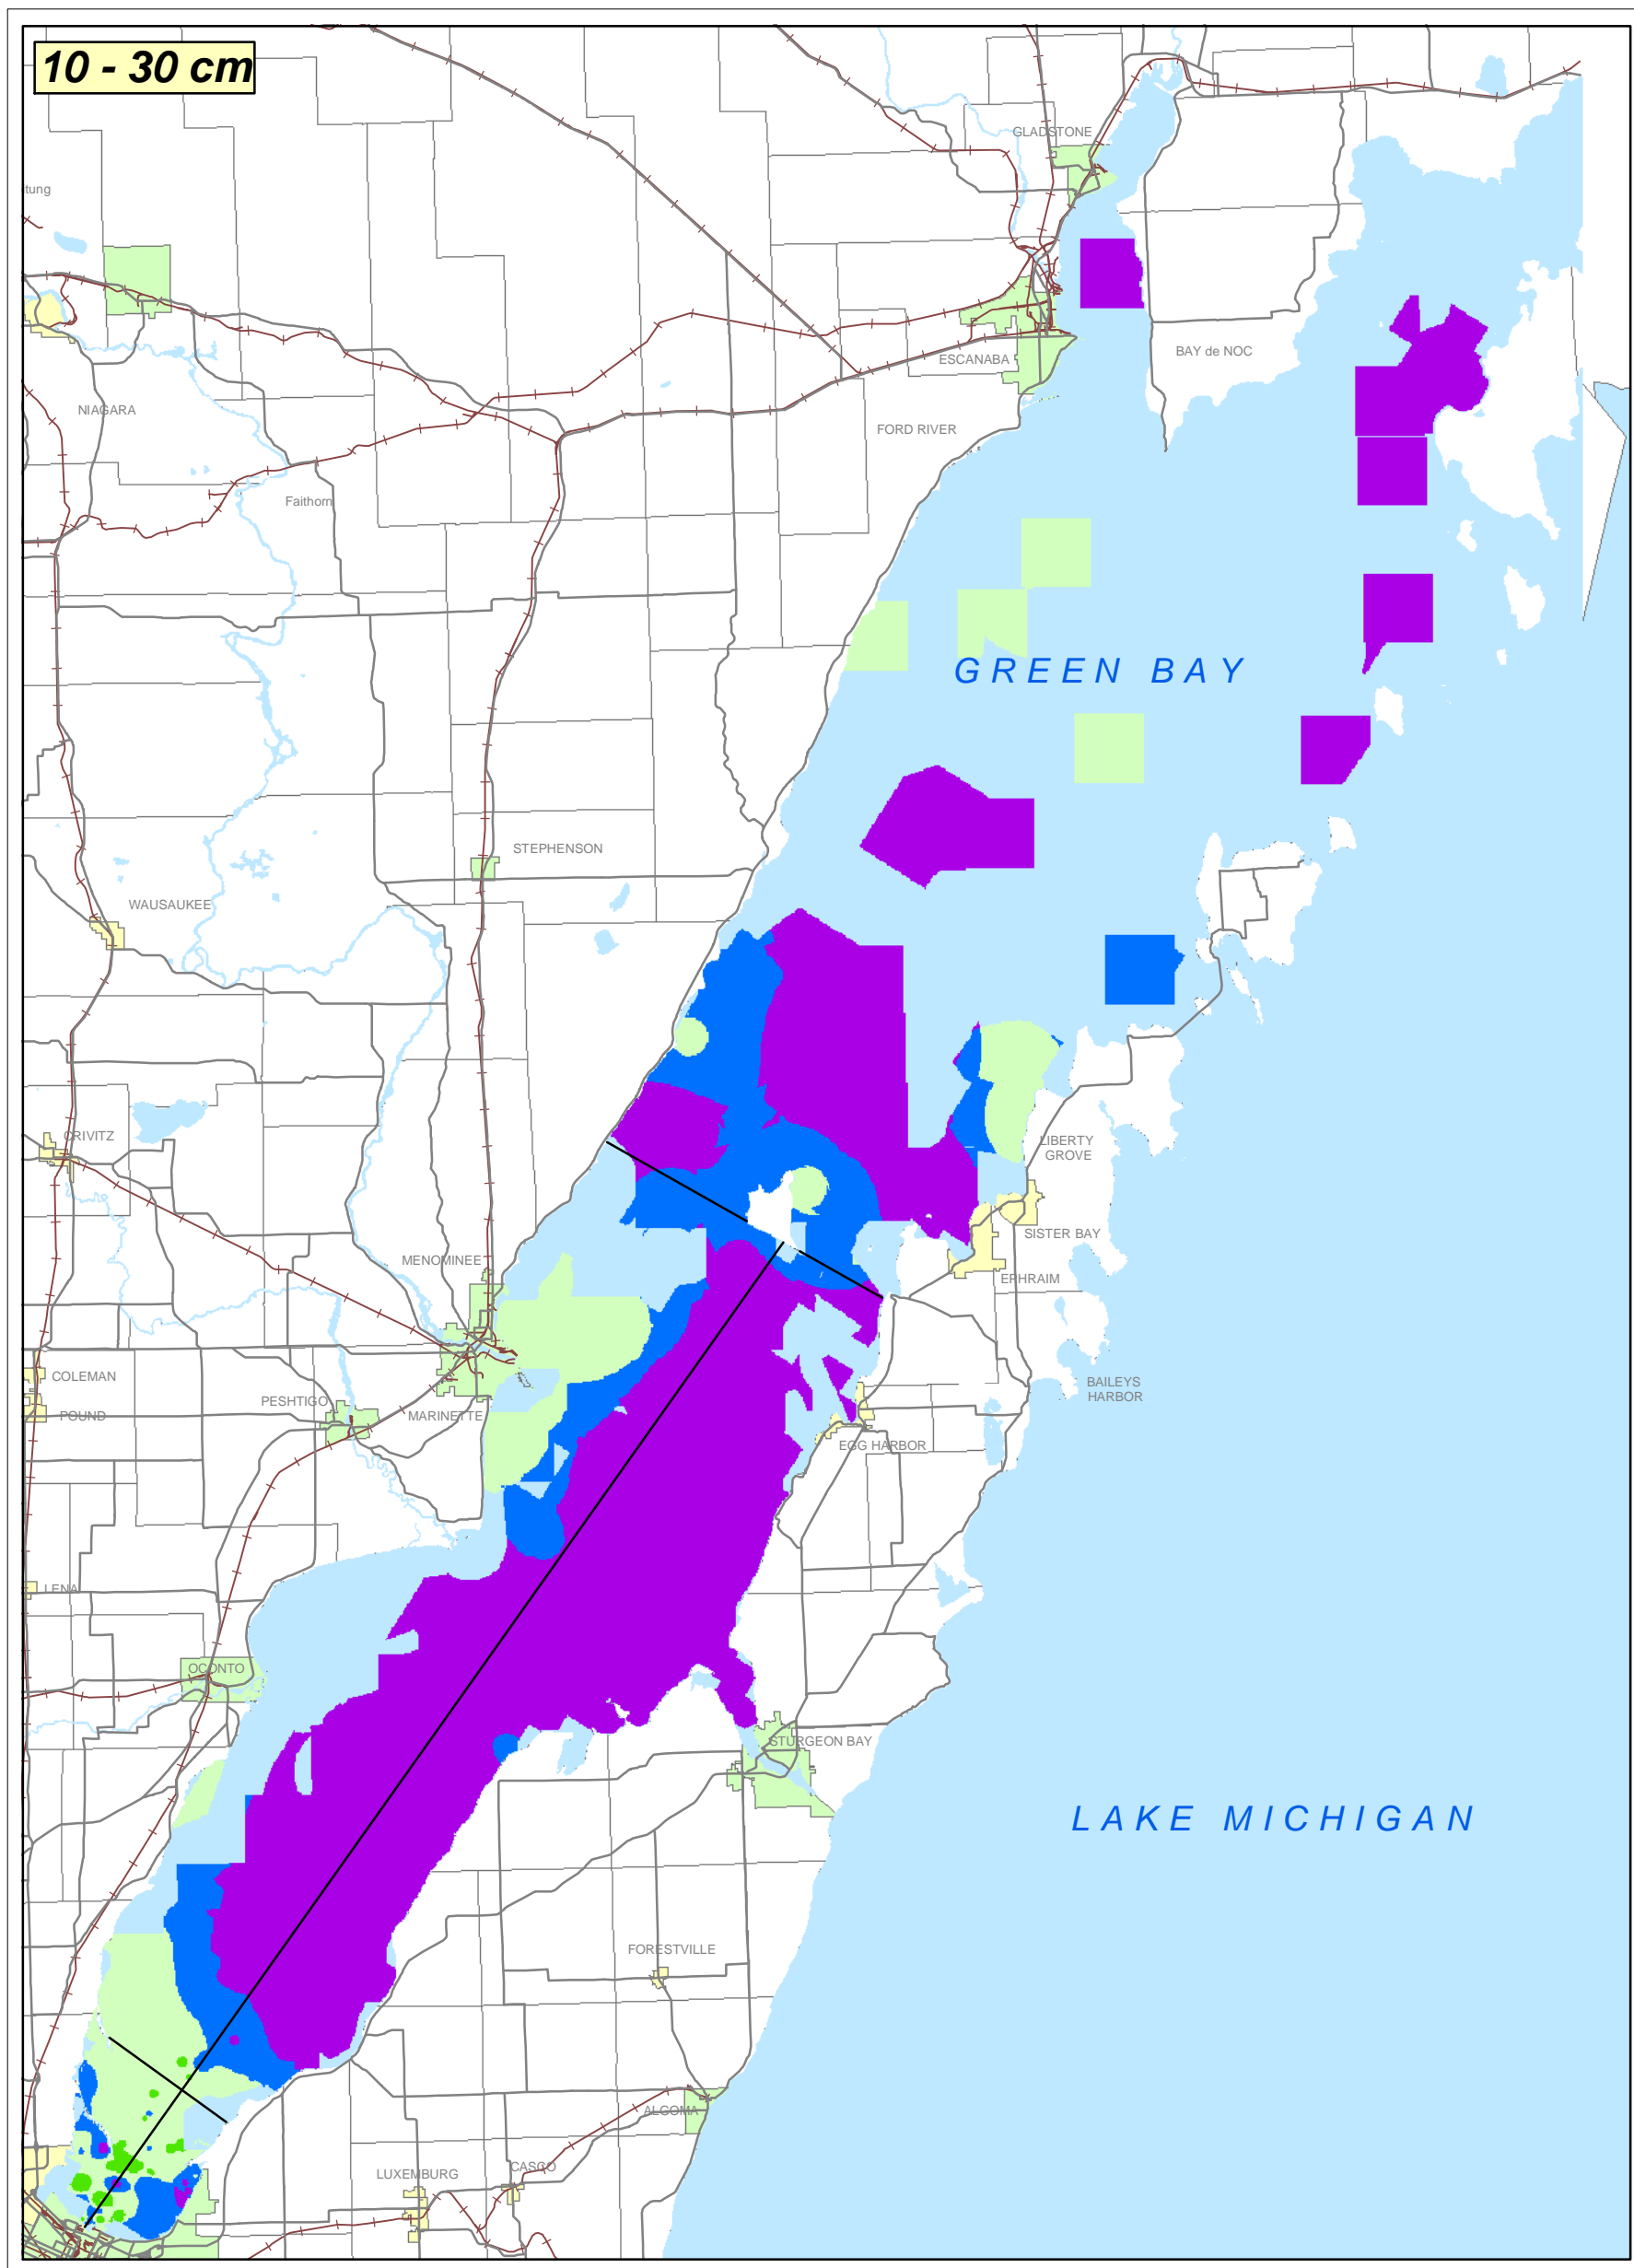 10 - 30 cm
GLADSTONE
tung
BAY de NOC
ESCANABA
NIAGARA
FORD RIVER
Faithorn
GREEN BAY
STEPHENSON
WAUSAUKEE
CRIVITZ
LIBERTY
GROVE
SISTER BAY
MENOMINEE
EPHRAIM
COLEMAN
BAILEYS
HARBOR
PESHTIGO
POUND
MARINETTE
EGG HARBOR
LENA
OCONTO
STURGEON BAY
LAKE MICHIGAN
FORESTVILLE
ALGOMA
LUXEMBURG
CASCO